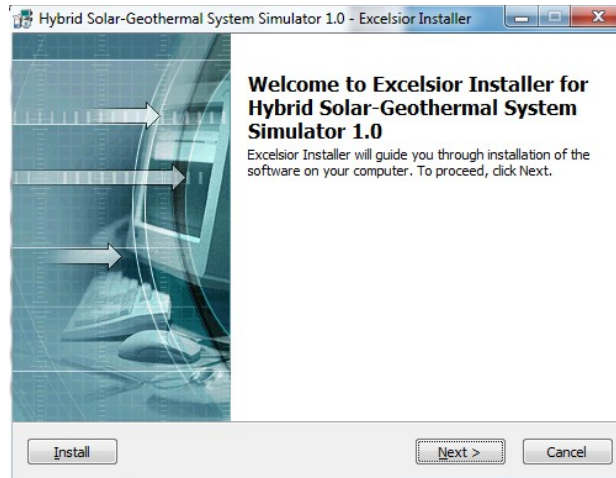 Hybrid Solar-Geothermal System Simulator 1.0 - Excelsior Installer
Welcome to Excelsior Installer for
Hybrid Solar-Geothermal System
Simulator 1.0
Excelsior Installer will guide you through installation of the
software on your computer. To proceed, click Next.
Install
Next >
Cancel